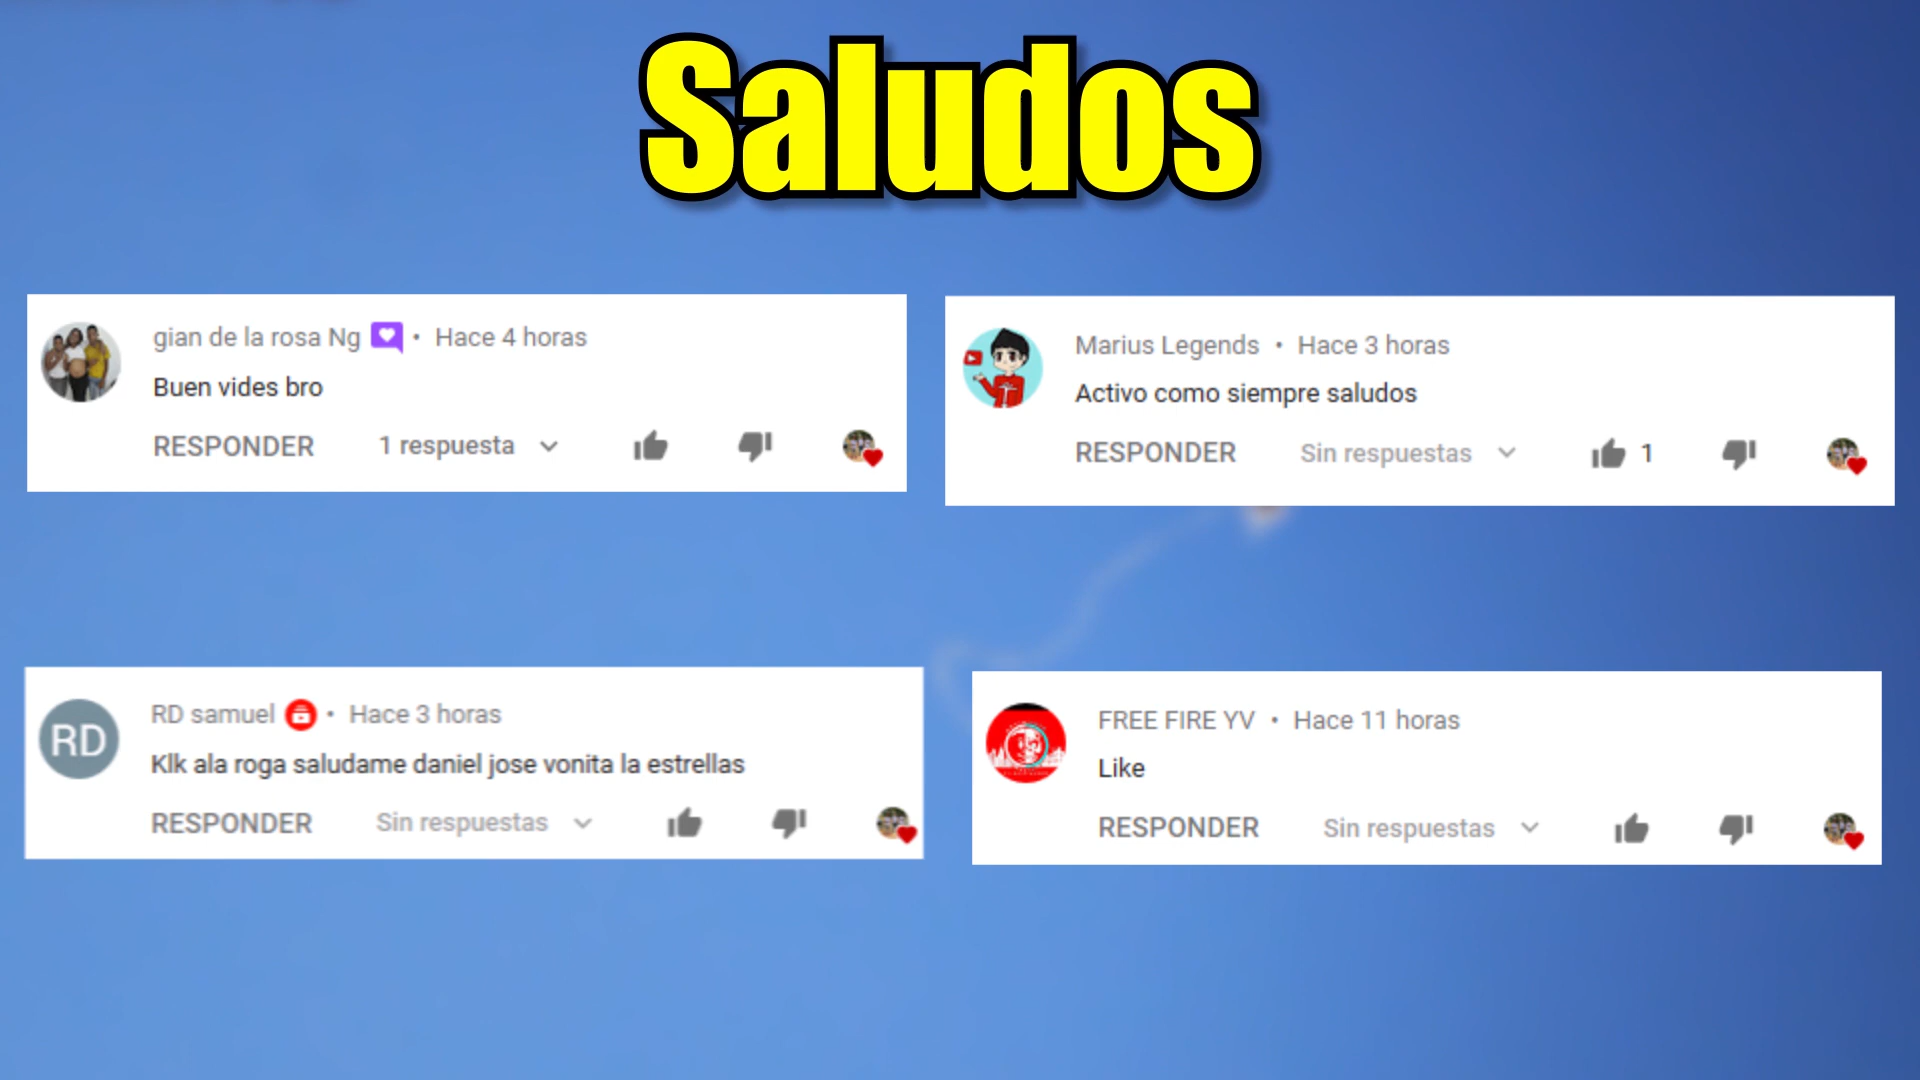 Saludos
gian de la rosa Ng • Hace 4 horas
Buen vides bro
RESPONDER 1 respuesta
Marius Legends • Hace 3 horas
Activo como siempre saludos
RESPONDER Sin respuestas 1
RD
RD samuel • Hace 3 horas
Klk ala roga saludame daniel jose vonita la estrellas
RESPONDER Sin respuestas
FREE FIRE YV • Hace 11 horas
Like
RESPONDER Sin respuestas